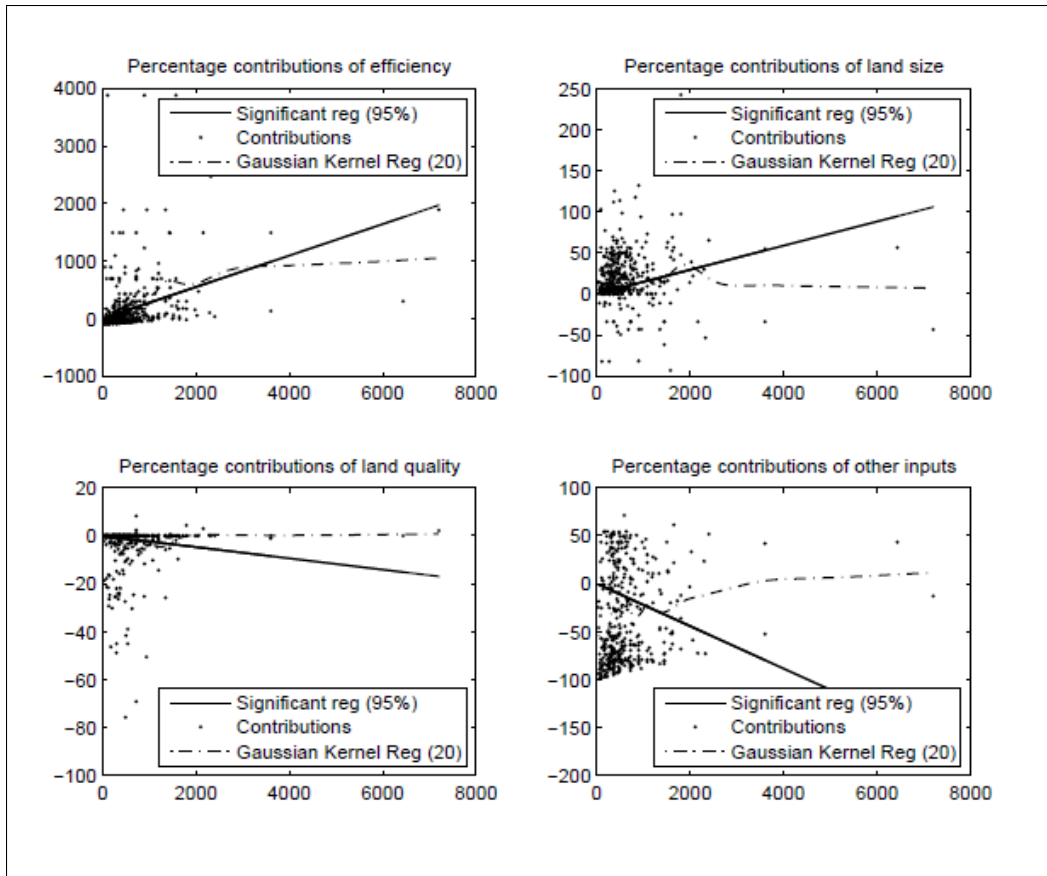 Percentage contributions of efficiency
4000
3000
2000
1000
0
−1000
0 2000 4000 6000 8000
Significant reg (95%)
Contributions
Gaussian Kernel Reg (20)
Percentage contributions of land size
250
200
150
100
50
0
−50
−100
0 2000 4000 6000 8000
Significant reg (95%)
Contributions
Gaussian Kernel Reg (20)
Percentage contributions of land quality
20
0
−20
−40
−60
−80
−100
0 2000 4000 6000 8000
Significant reg (95%)
Contributions
Gaussian Kernel Reg (20)
Percentage contributions of other inputs
100
50
0
−50
−100
−150
−200
0 2000 4000 6000 8000
Significant reg (95%)
Contributions
Gaussian Kernel Reg (20)